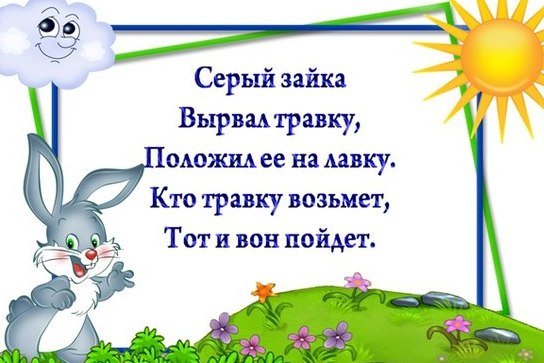 Серый зайка
Вырвал травку,
Положил ее на лавку.
Кто травку возьмет,
Тот и вон пойдет.